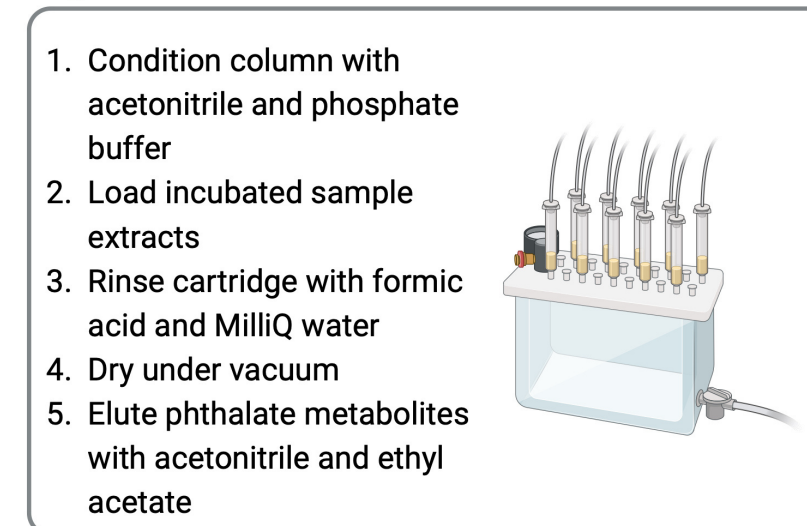 1. Condition column with
acetonitrile and phosphate
buffer
2. Load incubated sample
extracts
3. Rinse cartridge with formic
acid and MilliQ water
4. Dry under vacuum
5. Elute phthalate metabolites
with acetonitrile and ethyl
acetate